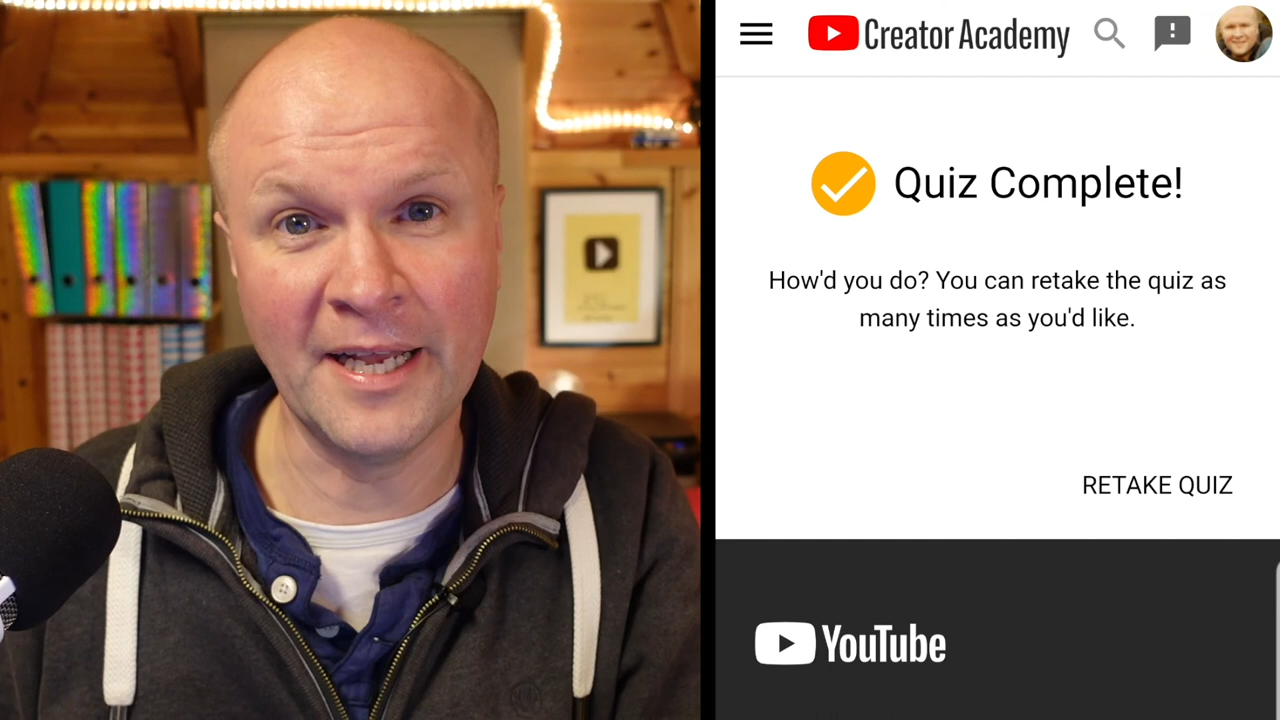 Creator Academy
Quiz Complete!
How'd you do? You can retake the quiz as
many times as you'd like.
RETAKE QUIZ
YouTube